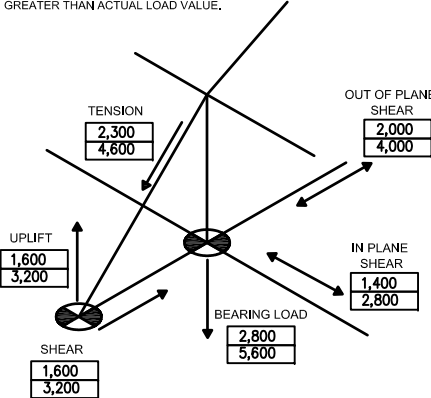 GREATER THAN ACTUAL LOAD VALUE.
TENSION
2,300
4,600
OUT OF PLANE
SHEAR
2,000
4,000
UPLIFT
1,600
3,200
IN PLANE
SHEAR
1,400
2,800
BEARING LOAD
2,800
5,600
SHEAR
1,600
3,200